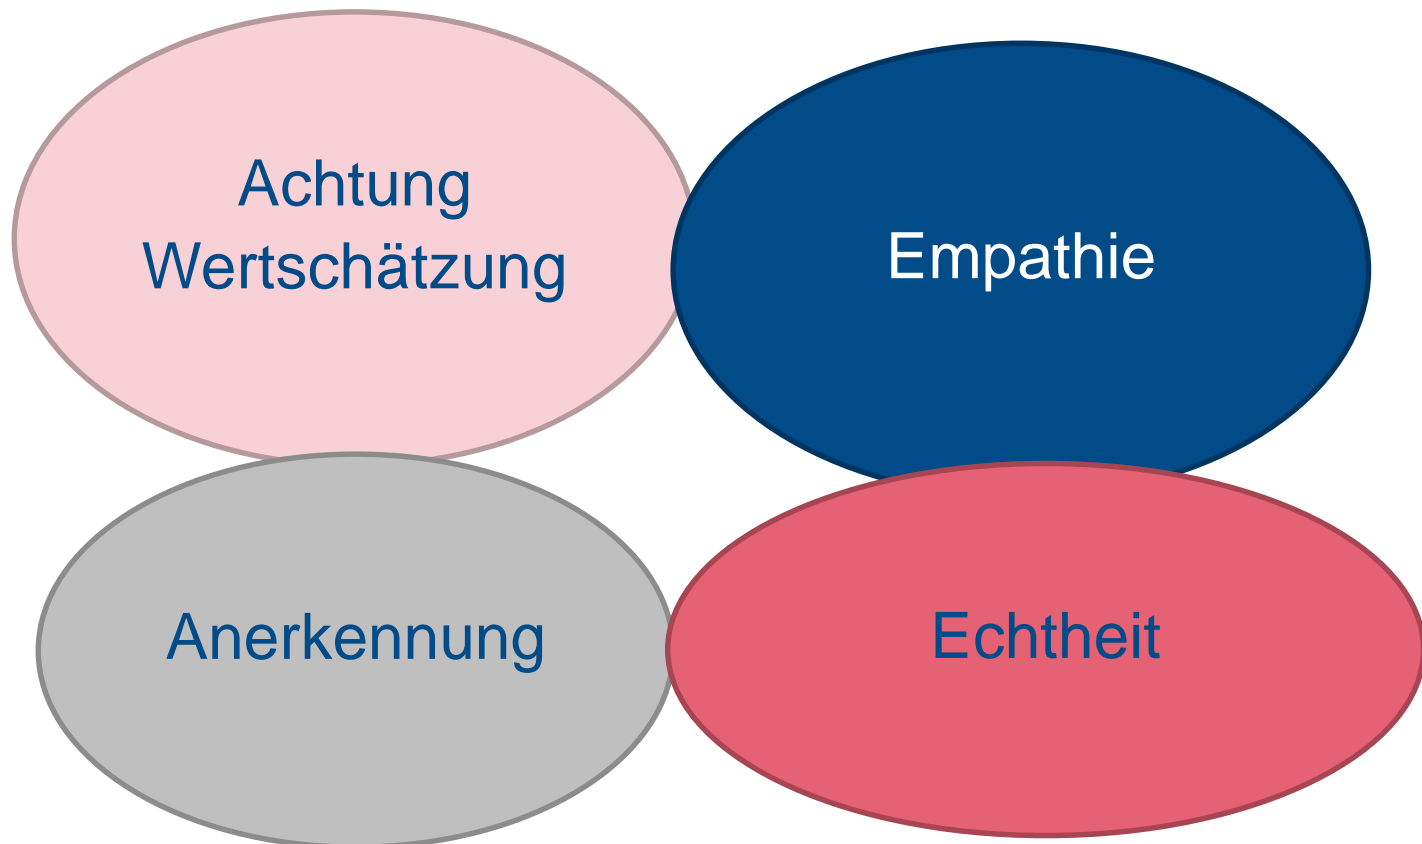 Achtung
Wertschätzung
Empathie
Anerkennung
Echtheit